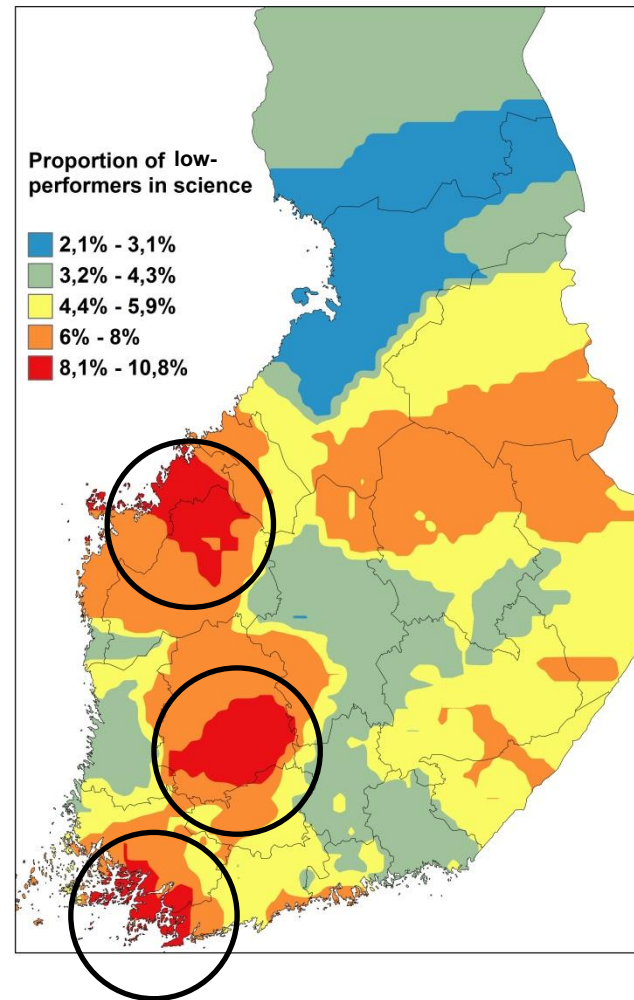 Proportion of low-
performers in science
2,1% - 3,1%
3,2% - 4,3%
4,4% - 5,9%
6% - 8%
8,1% - 10,8%